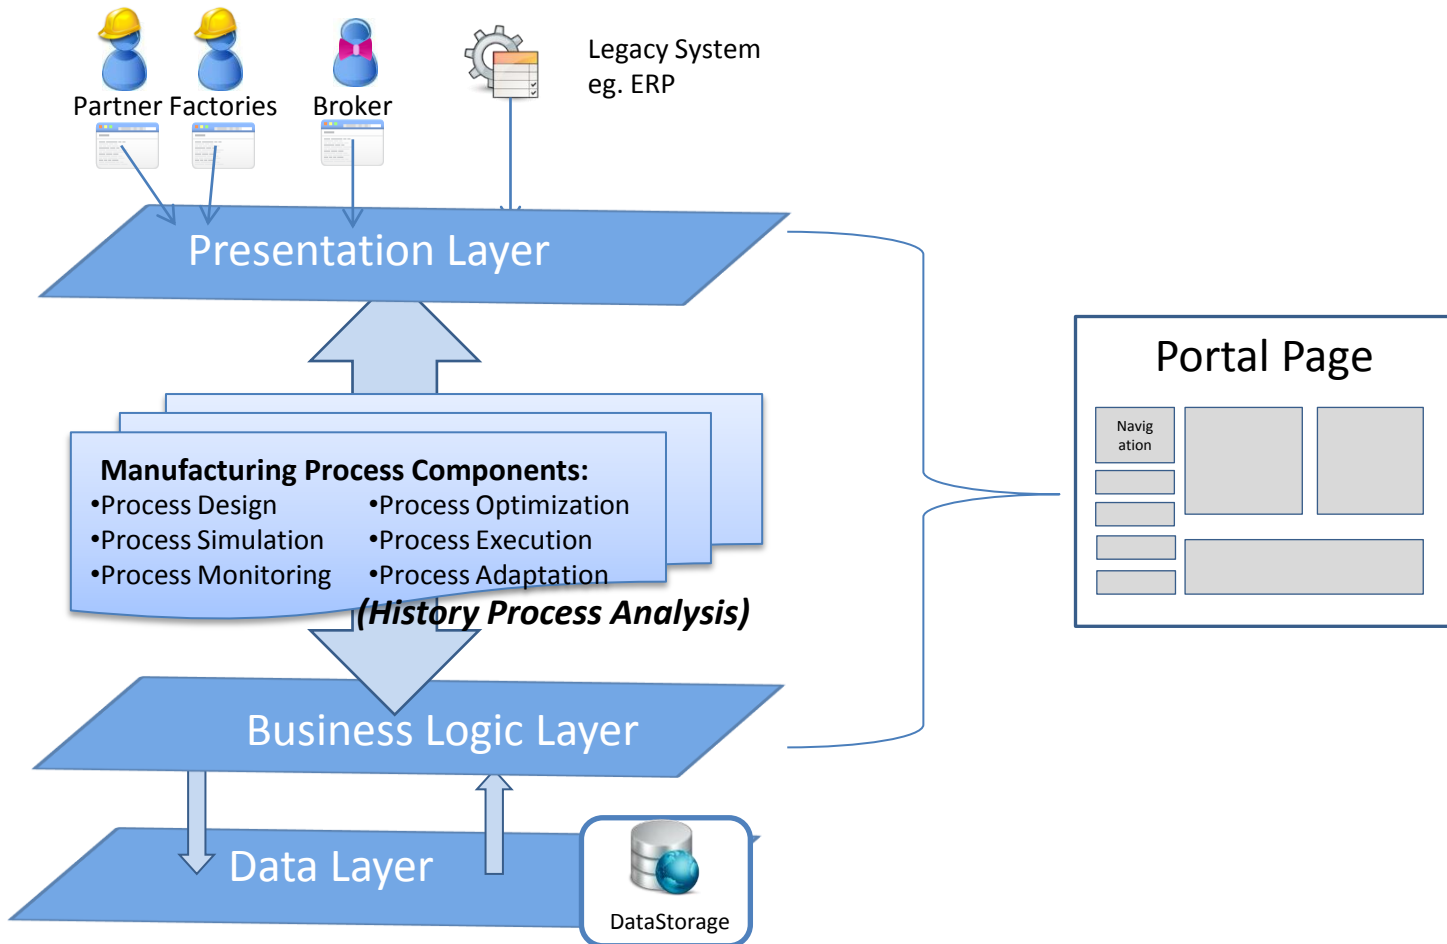 Legacy System
eg. ERP
Partner Factories
Broker
Presentation Layer
Portal Page
Navig
ation
Manufacturing Process Components:
•Process Design
•Process Optimization
•Process Simulation
•Process Execution
•Process Monitoring
•Process Adaptation
(History Process Analysis)
Business Logic Layer
Data Layer
DataStorage